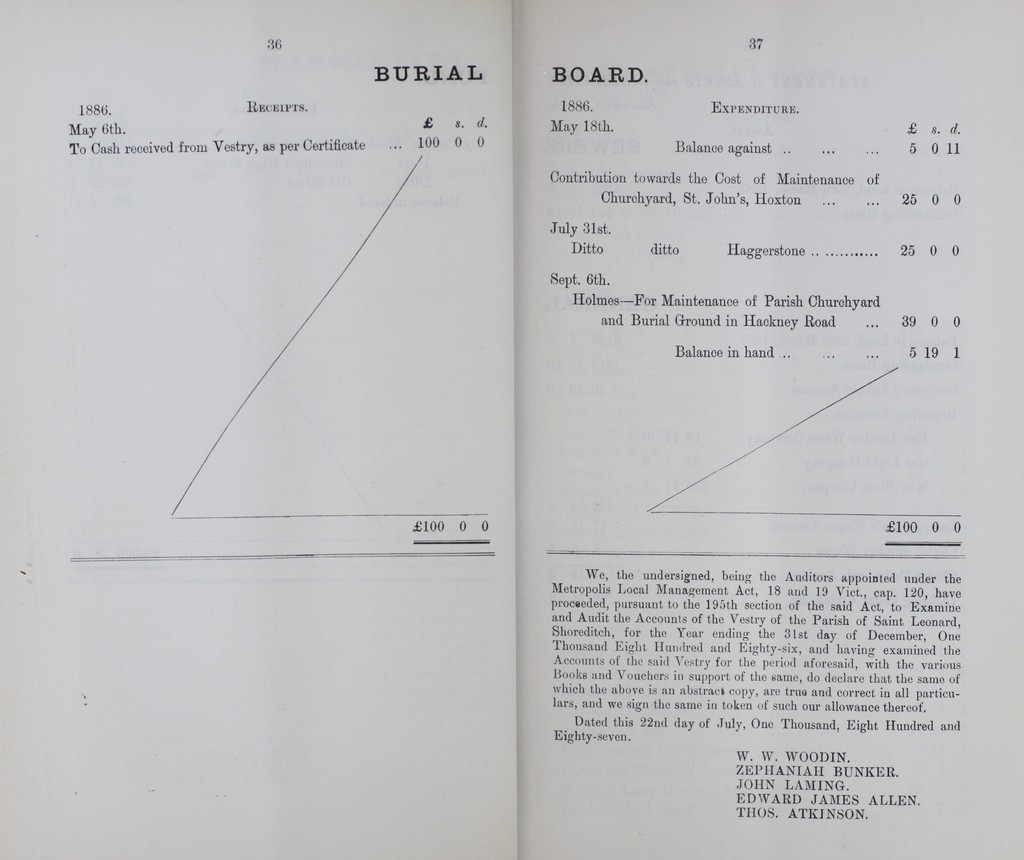 36
BURIAL
1886. RECEIPTS.
May 6th. £ s. d.
To Cash received from Vestry, as per Certificate ... 100 0 0
£100 0 0
37
BOARD.
1886. EXPENDITURE.
May 18th. £ s. d.
Balance against .. ... ... 5 0 11
Contribution towards the Cost of Maintenance of
Churchyard, St. John's, Hoxton ... ... 25 0 0
July 31st.
Ditto ditto Haggerstone .. ............ 25 0 0
Sept. 6th.
Holmes—For Maintenance of Parish Churchyard
and Burial Ground in Hackney Road ... 39 0 0
Balance in hand ... ... ... 5 19 1
£100 0 0
We, the undersigned, being the Auditors appointed under the
Metropolis Local Management Act, 18 and 19 Vict., cap. 120, have
proceeded, pursuant to the 195th section of the said Act, to Examine
and Audit the Accounts of the Vestry of the Parish of Saint Leonard,
Shoreditch, for the Year ending the 31st day of December, One
Thousand Eight Hundred and Eighty-six, and having examined the
Accounts of the said Vestry for the period aforesaid, with the various
Books and Vouchers in support of the same, do declare that the same of
which the above is an abstract copy, are true and correct in all particu-
lars, and we sign the same in token of such our allowance thereof.
Dated this 22nd day of July, One Thousand, Eight Hundred and
Eighty-seven.
W. W. WOODIN.
ZEPHANIAH BUNKER.
JOHN LAMING.
EDWARD JAMES ALLEN.
THOS. ATKINSON.